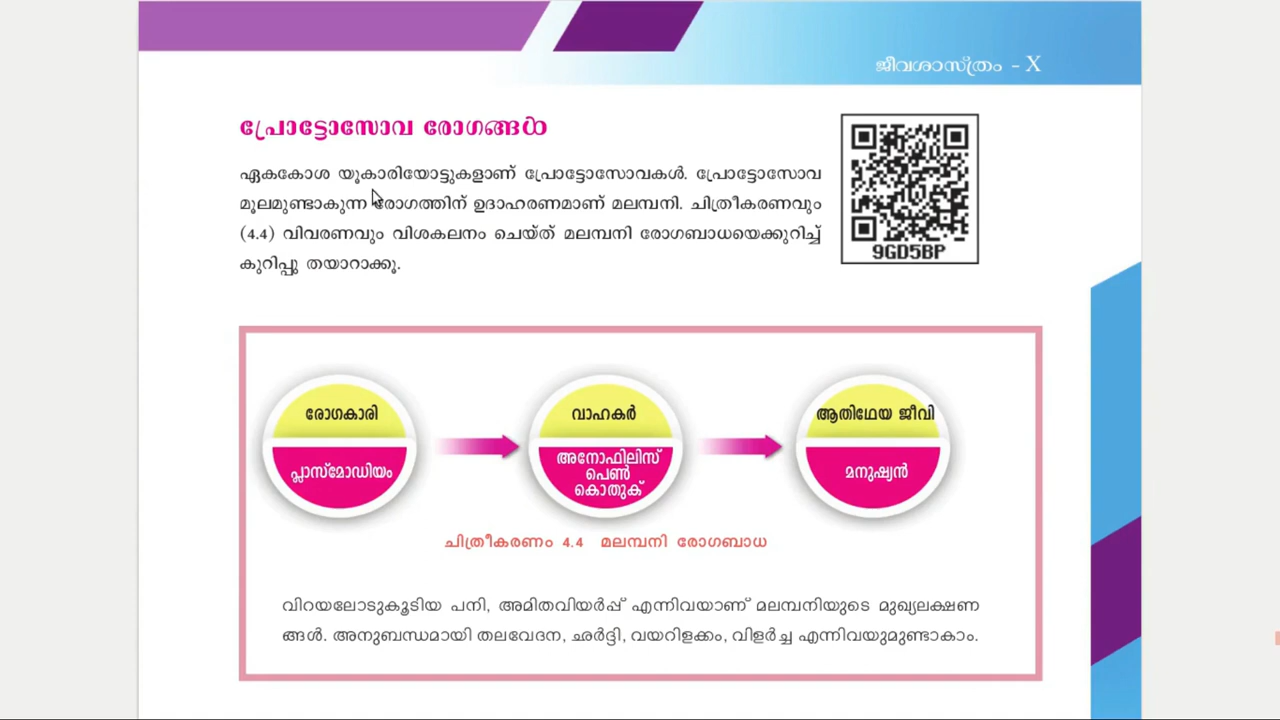 ജീവശാസ്ത്രം - X
പ്രോട്ടോസോവ രോഗങ്ങൾ
ഏകകോശ യൂകാരിയോട്ടുകളാണ് പ്രോട്ടോസോവകൾ. പ്രോട്ടോസോവ
മൂലമുണ്ടാകുന്ന രോഗത്തിന് ഉദാഹരണമാണ് മലമ്പനി. ചിത്രീകരണവും
(4.4) വിവരണവും വിശകലനം ചെയ്ത് മലമ്പനി രോഗബാധയെക്കുറിച്ച്
കുറിപ്പു തയാറാക്കൂ.
9GD5BP
രോഗകാരി
പ്ലാസ്മോഡിയം
വാഹകർ
അനോഫിലിസ്
പെൺ
കൊതുക്
ആതിഥേയ ജീവി
മനുഷ്യൻ
ചിത്രീകരണം 4.4 മലമ്പനി രോഗബാധ
വിറയലോടുകൂടിയ പനി, അമിതവിയർപ്പ് എന്നിവയാണ് മലമ്പനിയുടെ മുഖ്യലക്ഷണ
ങ്ങൾ. അനുബന്ധമായി തലവേദന, ഛർദ്ദി, വയറിളക്കം, വിളർച്ച എന്നിവയുമുണ്ടാകാം.